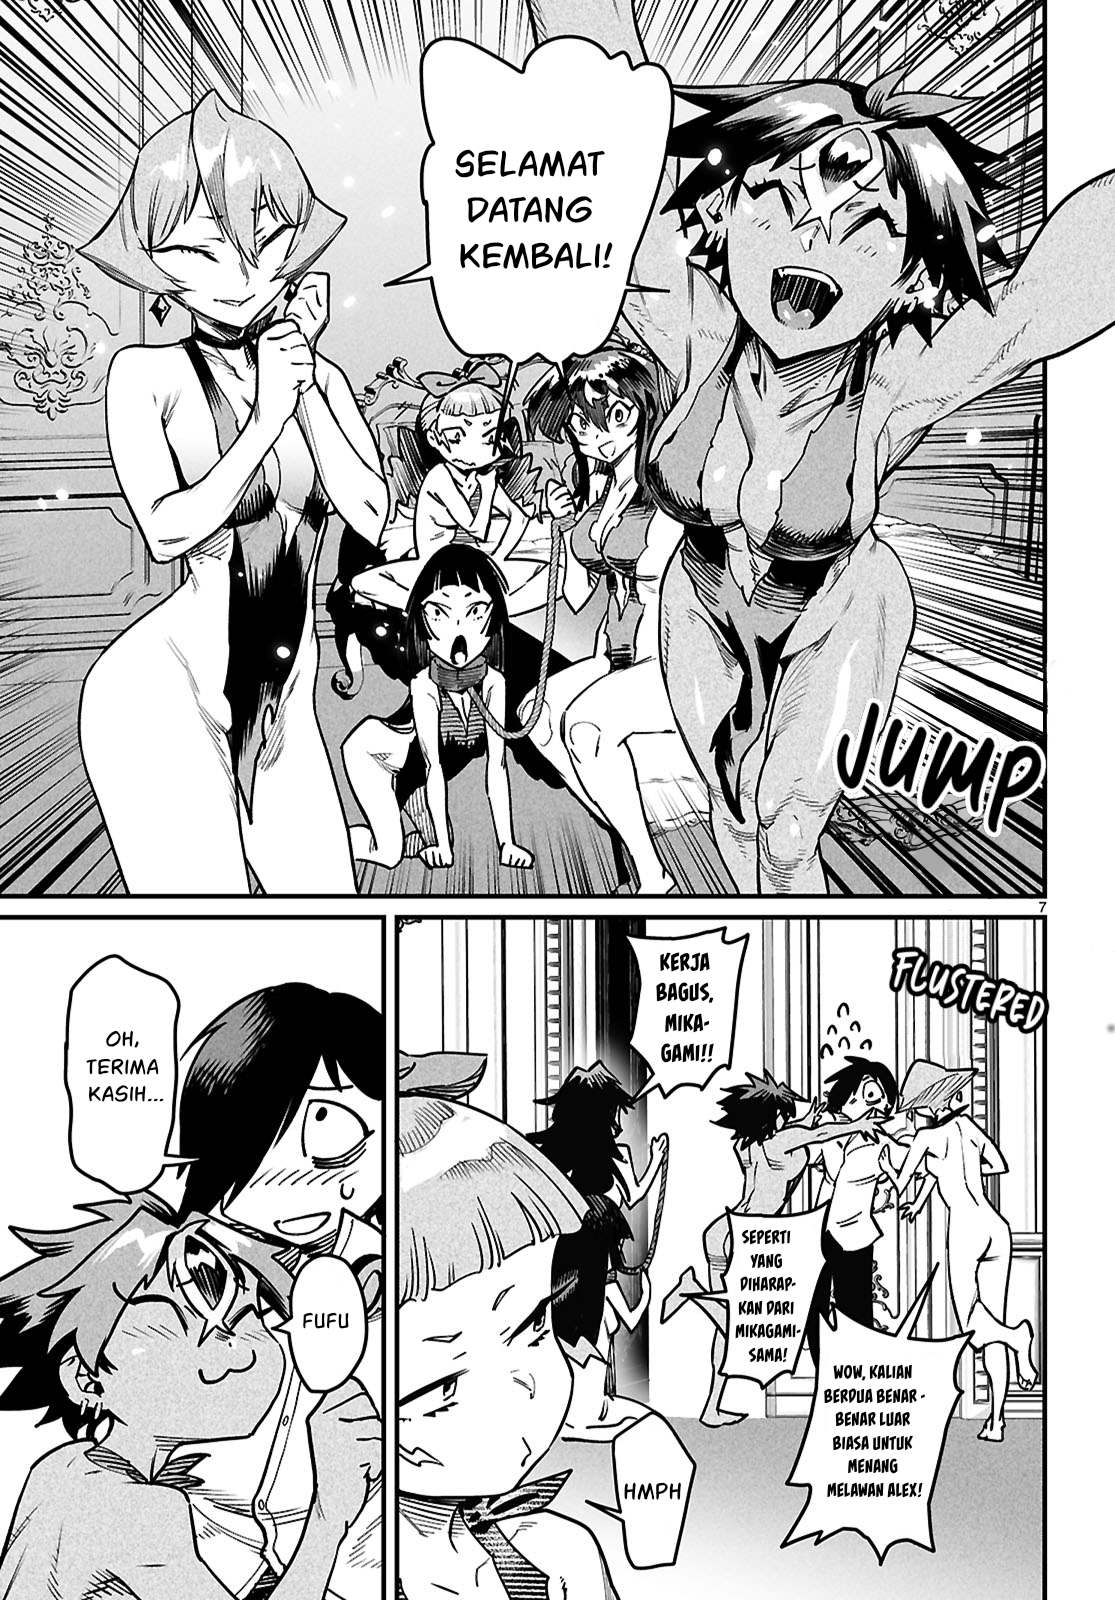 SELAMAT
DATANG
KEMBALI!
JUMP
7
KERJA
BAGUS,
MIKA-
GAMI!!
FLUSTERED
SEPERTI
YANG
DIHARAP-
KAN DARI
MIKAGAMI-
SAMA!
WOW, KALIAN
BERDUA BENAR -
BENAR LUAR
BIASA UNTUK
MENANG
MELAWAN ALEX!
OH,
TERIMA
KASIH...
FUFU
HMPH